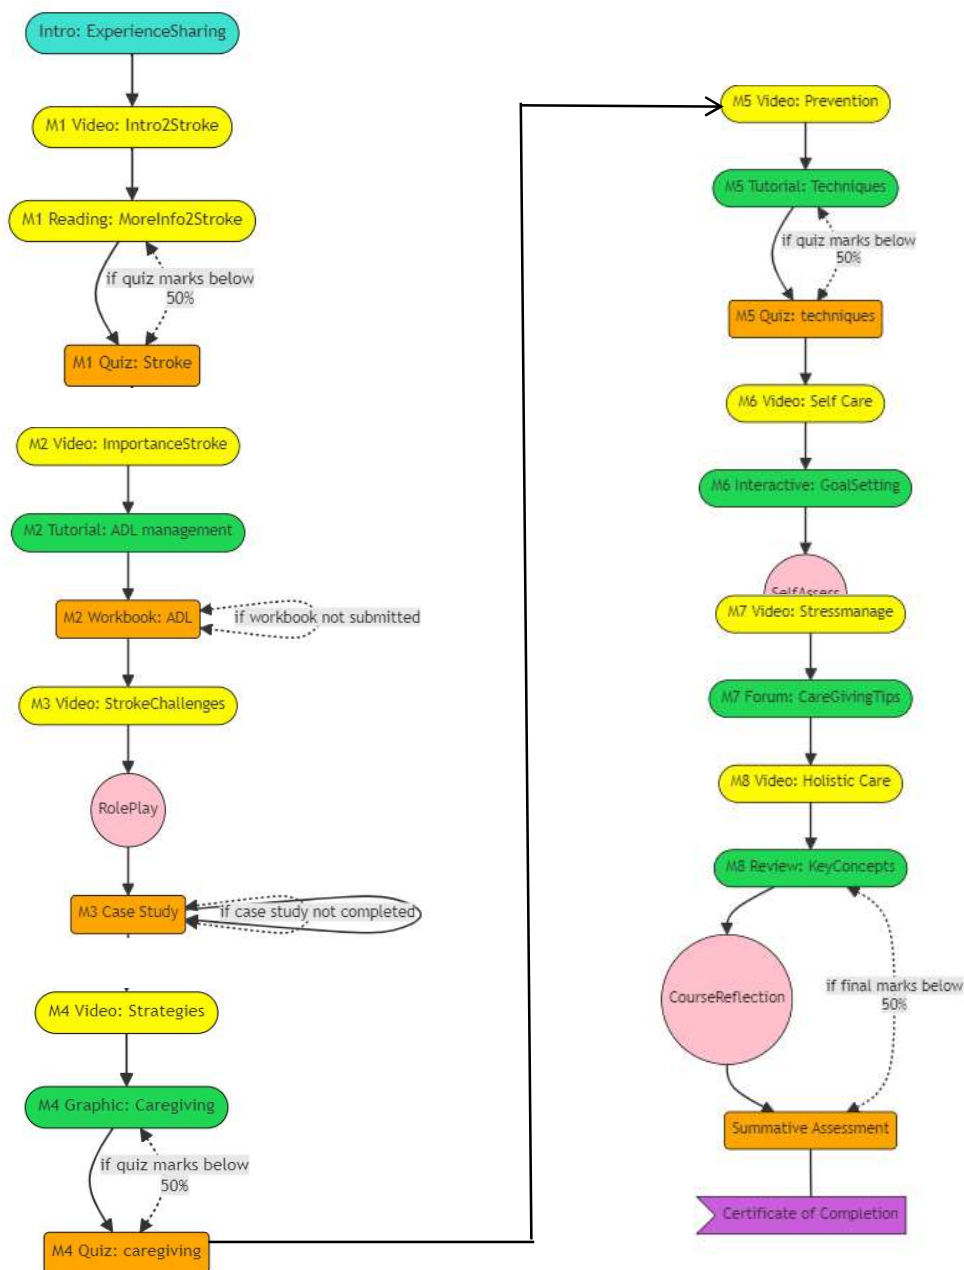 Intro: ExperienceSharing
M1 Video: Intro2Stroke
M1 Reading: MoreInfo2Stroke
if quiz marks below
50%
M1 Quiz: Stroke
M2 Video: ImportanceStroke
M2 Tutorial: ADL management
M2 Workbook: ADL
if workbook not submitted
M3 Video: StrokeChallenges
RolePlay
M3 Case Study
if case study not completed
M4 Video: Strategies
M4 Graphic: Caregiving
if quiz marks below
50%
M4 Quiz: caregiving
M5 Video: Prevention
M5 Tutorial: Techniques
if quiz marks below
50%
M5 Quiz: techniques
M6 Video: Self Care
M6 Interactive: GoalSetting
SelfAssess
M7 Video: Stressmanage
M7 Forum: CareGivingTips
M8 Video: Holistic Care
M8 Review: KeyConcepts
CourseReflection
if final marks below
50%
Summative Assessment
Certificate of Completion